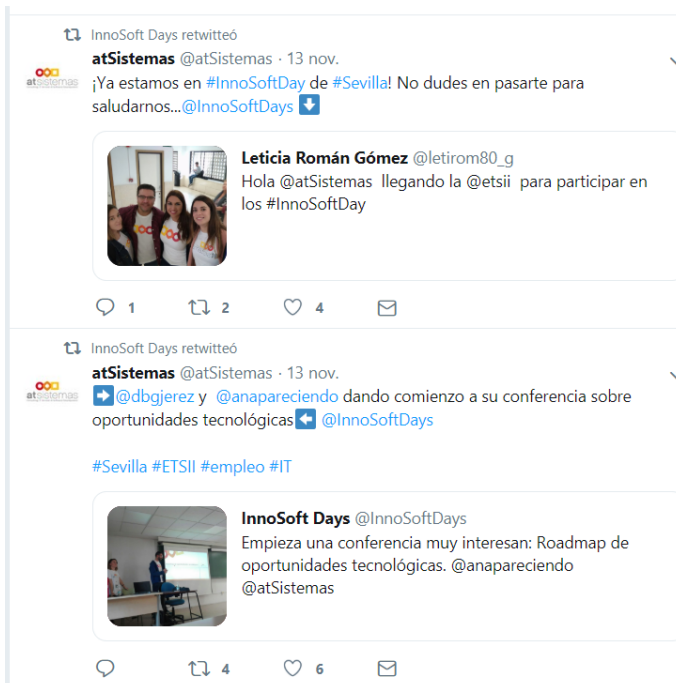 InnoSoft Days retwitteó
atSistemas @atSistemas · 13 nov.
atsistemas
¡Ya estamos en #InnoSoftDay de #Sevilla! No dudes en pasarte para
saludarnos...@InnoSoftDays ⬇️
Leticia Román Gómez @letirom80_g
Hola @atSistemas llegando la @etsii para participar en
los #InnoSoftDay
1 2 4
InnoSoft Days retwitteó
atSistemas @atSistemas · 13 nov.
atsistemas
➡️@dbgjerez y @anapareciendo dando comienzo a su conferencia sobre
oportunidades tecnológicas⬅️ @InnoSoftDays
#Sevilla #ETSII #empleo #IT
InnoSoft Days @InnoSoftDays
Empieza una conferencia muy interesan: Roadmap de
oportunidades tecnológicas. @anapareciendo
@atSistemas
4 6